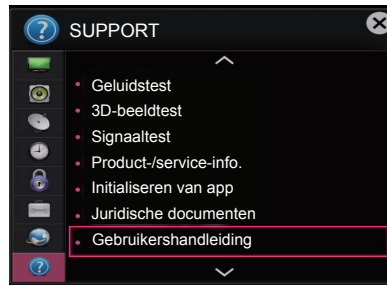 SUPPORT
Geluidstest
3D-beeldtest
Signaaltest
Product-/service-info.
Initialiseren van app
Juridische documenten
Gebruikershandleiding